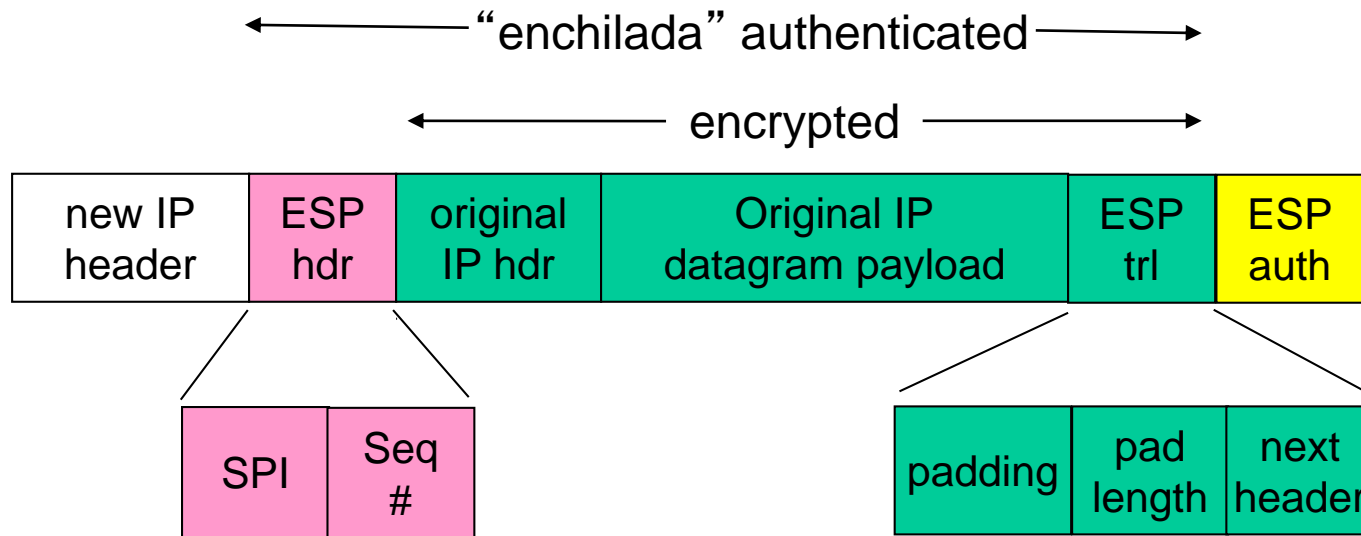 “enchilada” authenticated
encrypted
new IP
header
ESP
hdr
original
IP hdr
Original IP
datagram payload
ESP
trl
ESP
auth
SPI
Seq
#
padding
pad
length
next
header